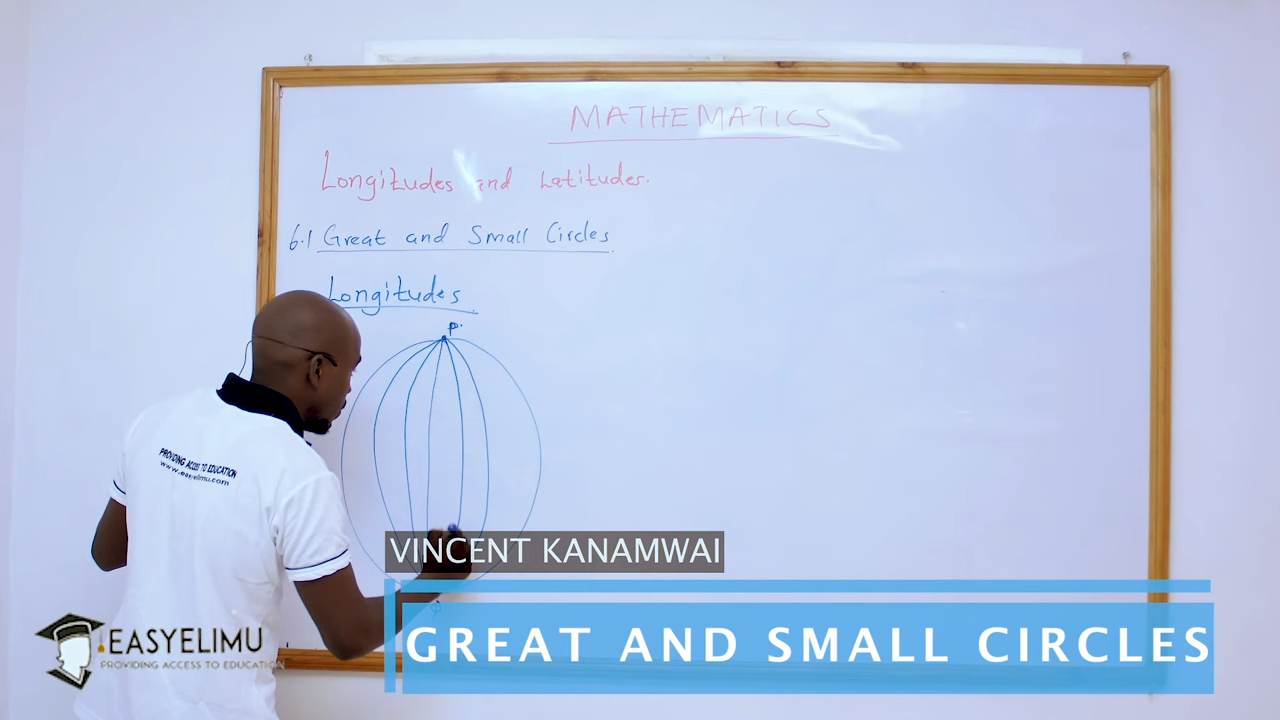 MATHEMATICS
Longitudes and Latitudes.
6.1 Great and Small Circles
Longitudes
P.
PROVIDING ACCESS TO EDUCATION
www.easyelimu.com
VINCENT KANAMWAI
GREAT AND SMALL CIRCLES
EASYELIMU
PROVIDING ACCESS TO EDUCATION